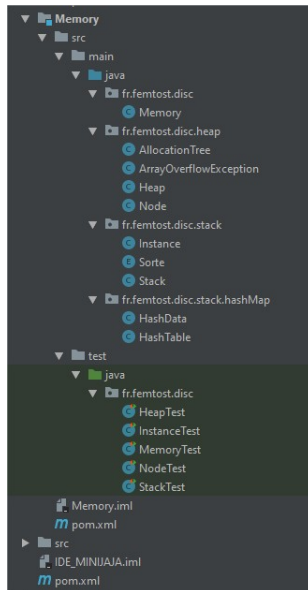 Memory
src
main
java
fr.femtost.disc
Memory
fr.femtost.disc.heap
AllocationTree
ArrayOverflowException
Heap
Node
fr.femtost.disc.stack
Instance
Sorte
Stack
fr.femtost.disc.stack.hashMap
HashData
HashTable
test
java
fr.femtost.disc
HeapTest
InstanceTest
MemoryTest
NodeTest
StackTest
Memory.iml
pom.xml
src
IDE_MINIJAJA.iml
pom.xml